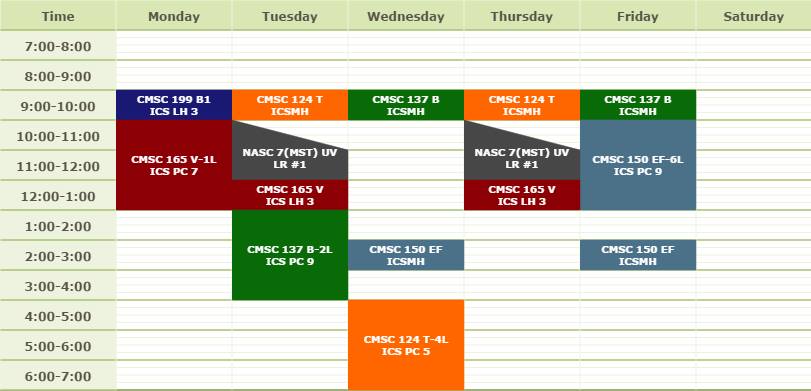 Time Monday Tuesday Wednesday Thursday Friday Saturday
7:00-8:00
8:00-9:00
9:00-10:00
CMSC 199 B1
ICS LH 3
CMSC 124 T
ICSMH
CMSC 137 B
ICSMH
CMSC 124 T
ICSMH
CMSC 137 B
ICSMH
10:00-11:00
11:00-12:00
CMSC 165 V-1L
ICS PC 7
NASC 7(MST) UV
LR #1
NASC 7(MST) UV
LR #1
CMSC 150 EF-6L
ICS PC 9
12:00-1:00
CMSC 165 V
ICS LH 3
CMSC 165 V
ICS LH 3
1:00-2:00
2:00-3:00
CMSC 137 B-2L
ICS PC 9
CMSC 150 EF
ICSMH
CMSC 150 EF
ICSMH
3:00-4:00
4:00-5:00
5:00-6:00
CMSC 124 T-4L
ICS PC 5
6:00-7:00